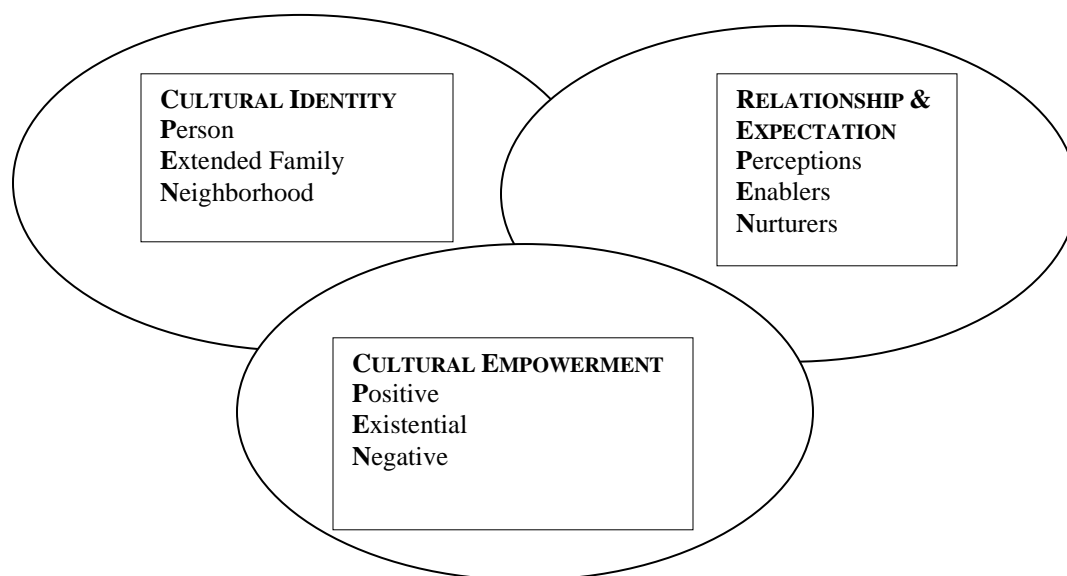 CULTURAL IDENTITY
Person
Extended Family
Neighborhood
RELATIONSHIP &
EXPECTATION
Perceptions
Enablers
Nurturers
CULTURAL EMPOWERMENT
Positive
Existential
Negative